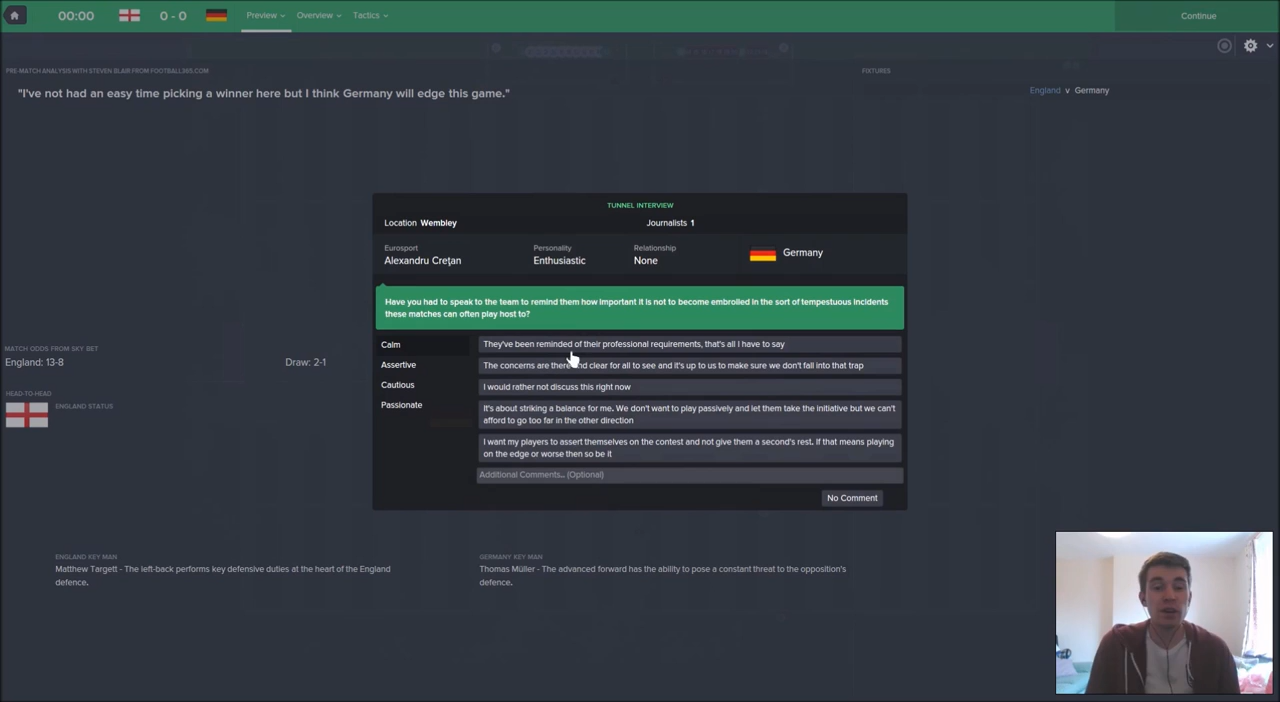 00:00
0 - 0
Preview
Overview
Tactics
Continue
PRE-MATCH ANALYSIS WITH STEVEN BLAIR FROM FOOTBALL365.COM
FIXTURES
"I've not had an easy time picking a winner here but I think Germany will edge this game."
England v Germany
TUNNEL INTERVIEW
Location Wembley
Journalists 1
Eurosport
Personality
Relationship
Alexandru Creţan
Enthusiastic
None
Germany
Have you had to speak to the team to remind them how important it is not to become embroiled in the sort of tempestuous incidents
these matches can often play host to?
Calm
Assertive
Cautious
Passionate
They've been reminded of their professional requirements, that's all I have to say
The concerns are there and clear for all to see and it's up to us to make sure we don't fall into that trap
I would rather not discuss this right now
It's about striking a balance for me. We don't want to play passively and let them take the initiative but we can't
afford to go too far in the other direction
I want my players to assert themselves on the contest and not give them a second's rest. If that means playing
on the edge or worse then so be it
Additional Comments... (Optional)
No Comment
MATCH ODDS FROM SKY BET
England: 13-8
Draw: 2-1
HEAD-TO-HEAD
ENGLAND STATUS
ENGLAND KEY MAN
Matthew Targett - The left-back performs key defensive duties at the heart of the England
defence.
GERMANY KEY MAN
Thomas Müller - The advanced forward has the ability to pose a constant threat to the opposition's
defence.